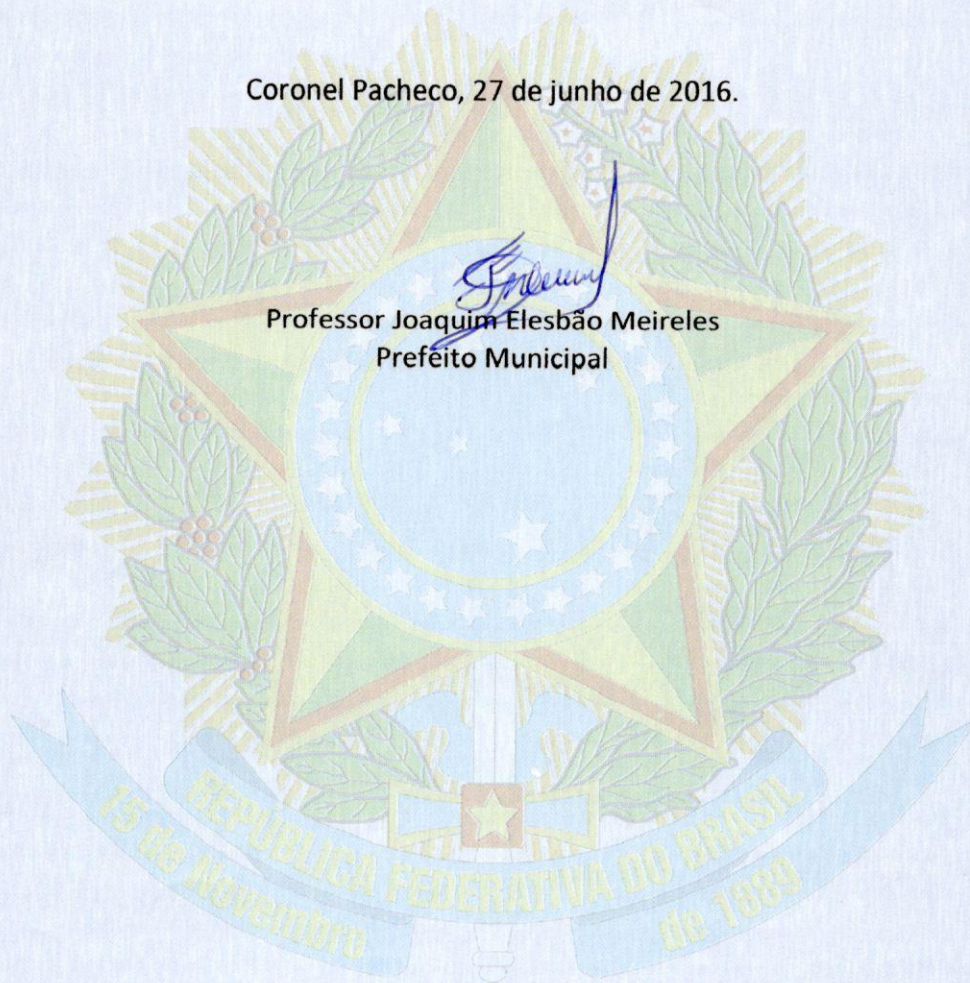 Coronel Pacheco, 27 de junho de 2016.
Professor Joaquim Elesbão Meireles
Prefeito Municipal
REPÚBLICA FEDERATIVA DO BRASIL
15 de Novembro de 1889